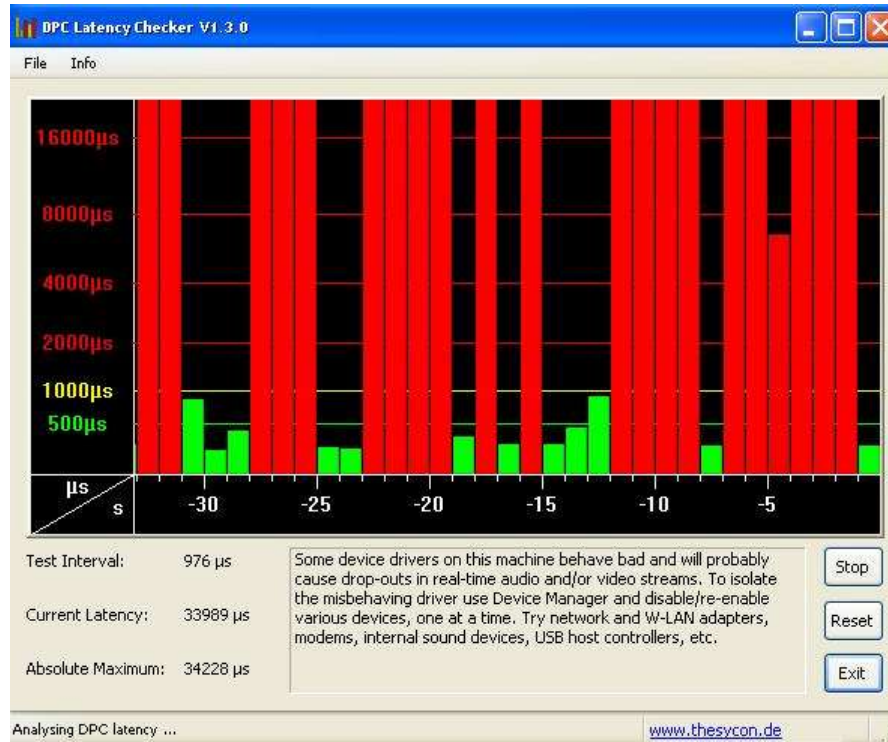 DPC Latency Checker V1.3.0
File Info
16000µs
8000µs
4000µs
2000µs
1000µs
500µs
µs
s
-30 -25 -20 -15 -10 -5
Test Interval: 976 µs
Current Latency: 33989 µs
Absolute Maximum: 34228 µs
Some device drivers on this machine behave bad and will probably
cause drop-outs in real-time audio and/or video streams. To isolate
the misbehaving driver use Device Manager and disable/re-enable
various devices, one at a time. Try network and W-LAN adapters,
modems, internal sound devices, USB host controllers, etc.
Stop
Reset
Exit
Analysing DPC latency ...
www.thesycon.de